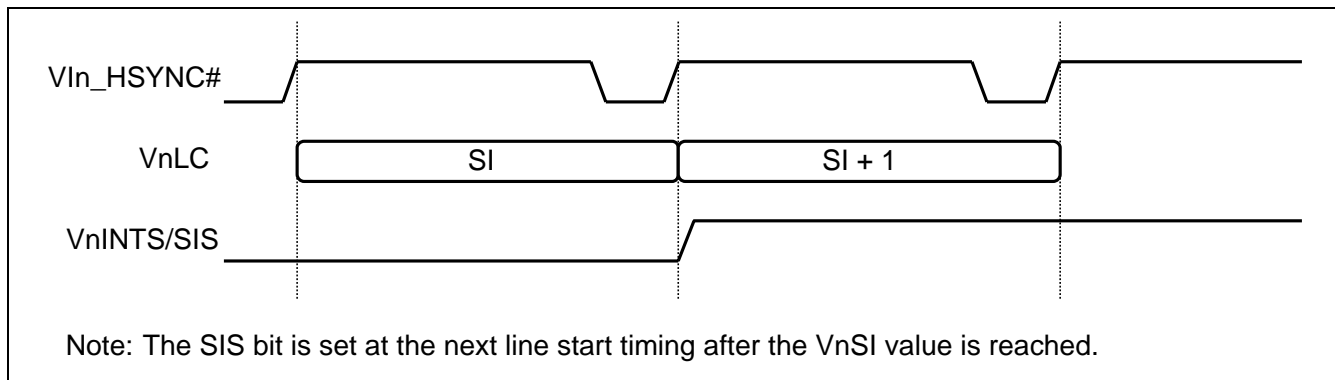 VIn_HSYNC#
VnLC
SI
SI + 1
VnINTS/SIS
Note: The SIS bit is set at the next line start timing after the VnSI value is reached.